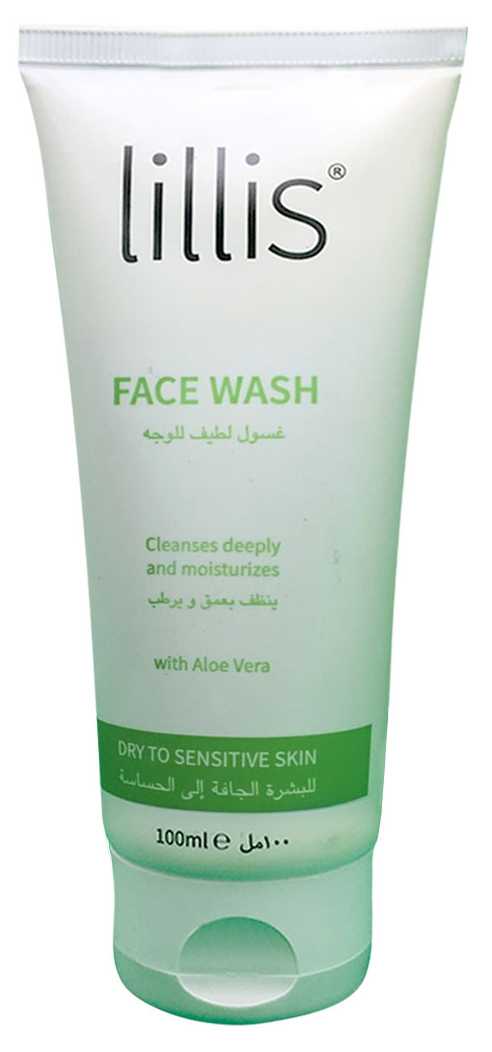 lillis®
FACE WASH
غسول لطيف للوجه
Cleanses deeply
and moisturizes
ينظف بعمق و يرطب
with Aloe Vera
DRY TO SENSITIVE SKIN
للبشرة الجافة إلى الحساسة
100ml ℮ ١٠٠مل